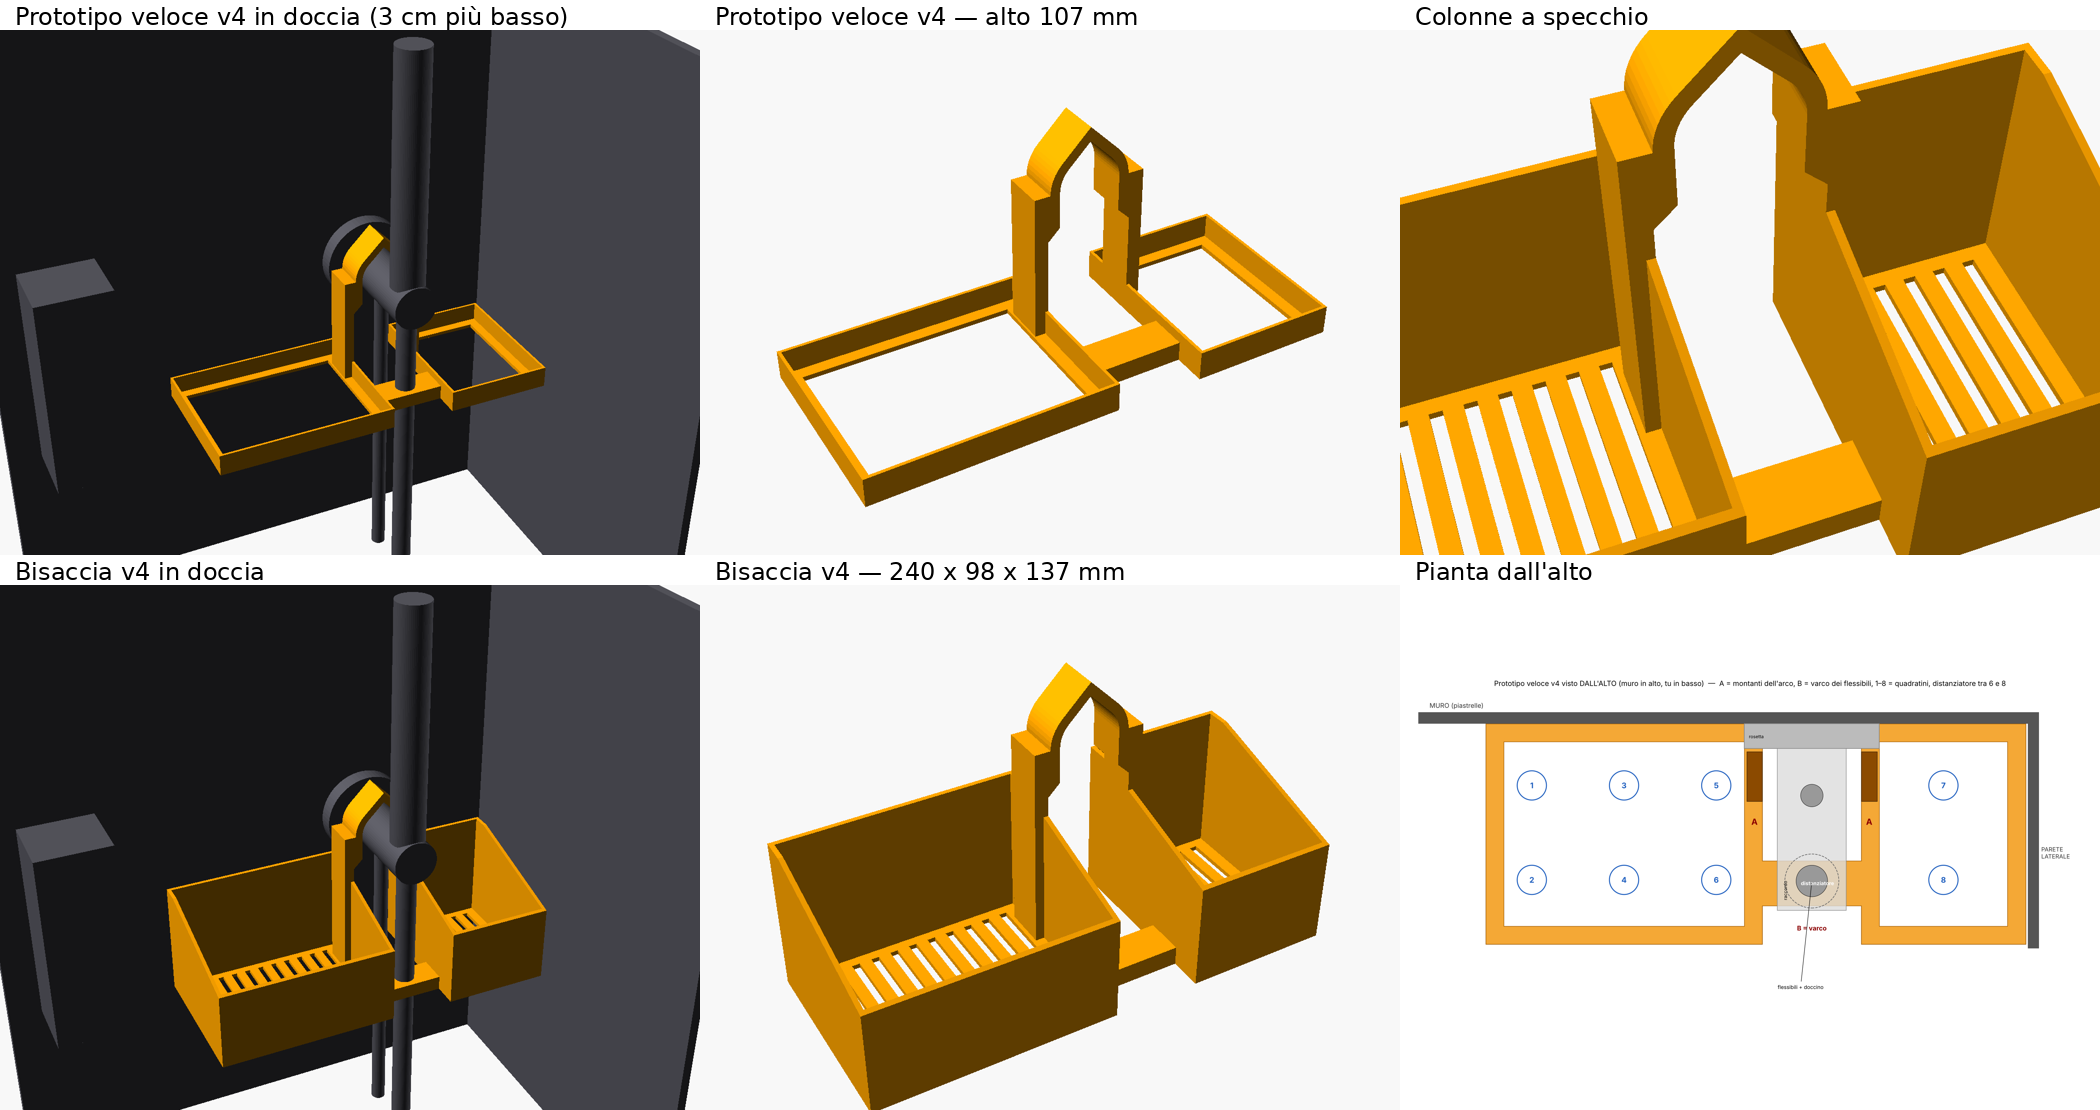 Prototipo veloce v4 in doccia (3 cm più basso)
Prototipo veloce v4 — alto 107 mm
Colonne a specchio
Bisaccia v4 in doccia
Bisaccia v4 — 240 x 98 x 137 mm
Pianta dall'alto
Prototipo veloce v4 visto DALL'ALTO (muro in alto, tu in basso) — A = montanti dell'arco, B = varco dei flessibili, 1–8 = quadratini, distanziatore tra 6 e 8
MURO (piastrelle)
rosetta
1
3
5
7
A
A
PARETE
LATERALE
2
4
6
distanziatore
8
B = varco
flessibili + doccino